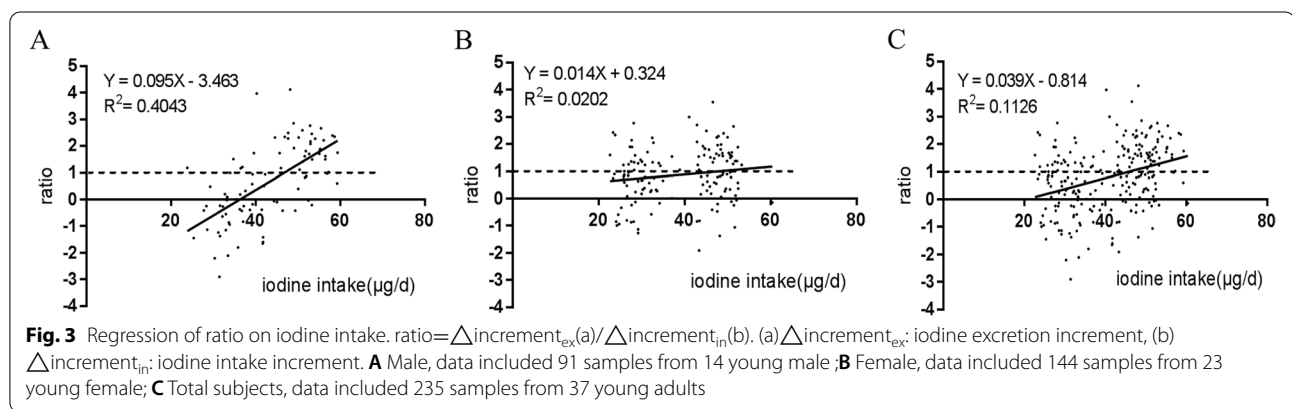 A
5
4
3
2
1
0
-1
-2
-3
-4
ratio
Y = 0.095X - 3.463
R²= 0.4043
20
40
60
80
iodine intake(μg/d)
B
5
4
3
2
1
0
-1
-2
-3
-4
ratio
Y = 0.014X + 0.324
R²= 0.0202
20
40
60
80
iodine intake(μg/d)
C
5
4
3
2
1
0
-1
-2
-3
-4
ratio
Y = 0.039X - 0.814
R²= 0.1126
20
40
60
80
iodine intake(μg/d)
Fig. 3 Regression of ratio on iodine intake. ratio=△incrementₑₓ(a)/△incrementᵢₙ(b). (a)△incrementₑₓ: iodine excretion increment, (b)
△incrementᵢₙ: iodine intake increment. A Male, data included 91 samples from 14 young male ;B Female, data included 144 samples from 23
young female; C Total subjects, data included 235 samples from 37 young adults